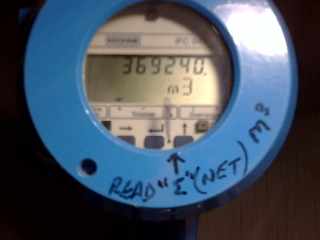 369240.
m3
READ "Σ" (NET) M3